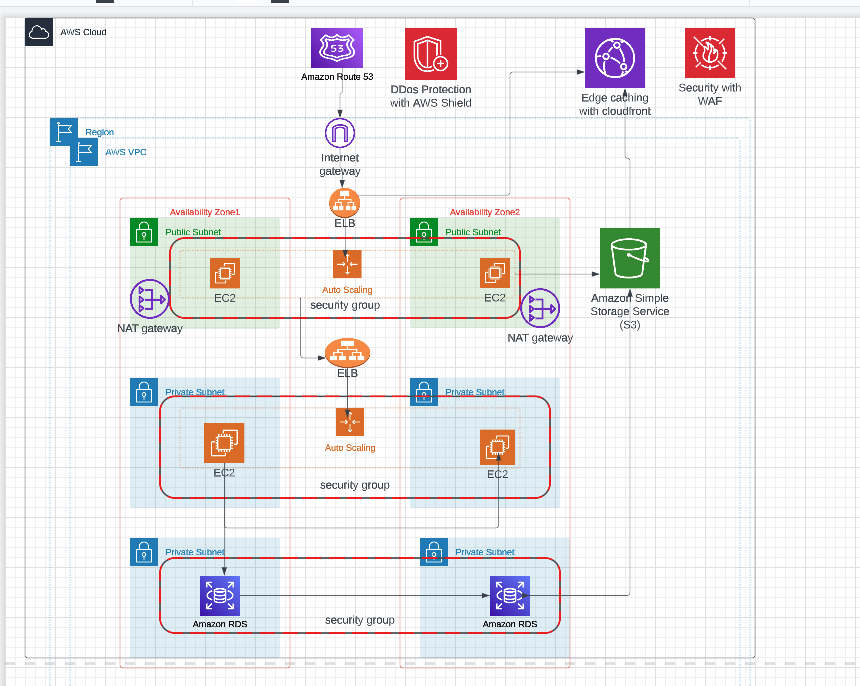 AWS Cloud
53
Amazon Route 53
DDos Protection
with AWS Shield
Edge caching
with cloudfront
Security with
WAF
Region
AWS VPC
Internet
gateway
ELB
Availability Zone1
Availability Zone2
Public Subnet
Public Subnet
EC2
Auto Scaling
EC2
security group
NAT gateway
NAT gateway
Amazon Simple
Storage Service
(S3)
ELB
Private Subnet
Private Subnet
EC2
Auto Scaling
EC2
security group
Private Subnet
Private Subnet
Amazon RDS
security group
Amazon RDS